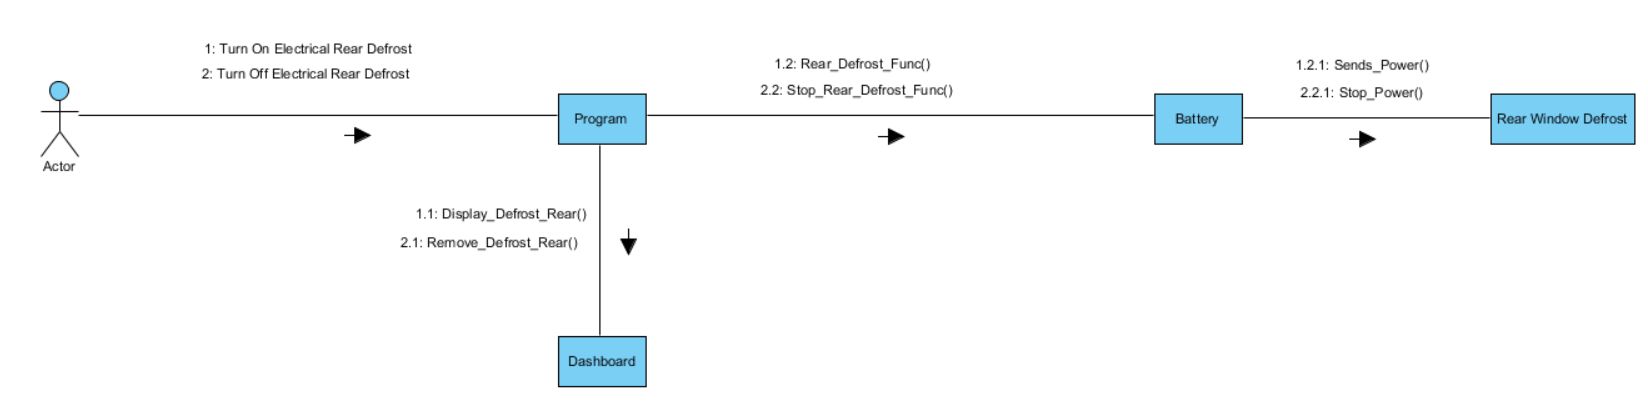 1: Turn On Electrical Rear Defrost
2: Turn Off Electrical Rear Defrost
1.2: Rear_Defrost_Func()
2.2: Stop_Rear_Defrost_Func()
1.2.1: Sends_Power()
2.2.1: Stop_Power()
Actor
Program
Battery
Rear Window Defrost
1.1: Display_Defrost_Rear()
2.1: Remove_Defrost_Rear()
Dashboard